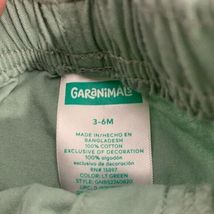 GARANIMALS
3-6M
MADE IN/HECHO EN
BANGLADESH
100% COTTON
EXCLUSIVE OF DECORATION
100% algodón
exclusivo de decoración
RN# 15897
COLOR: LT GREEN
STYLE: